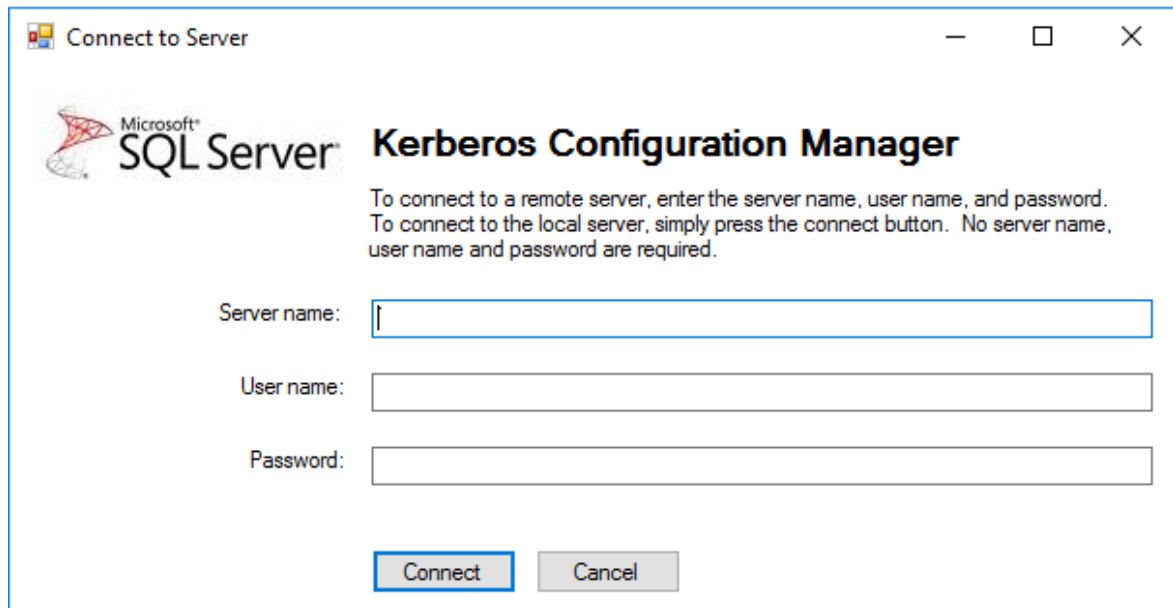 Connect to Server
Microsoft®
SQL Server
Kerberos Configuration Manager
To connect to a remote server, enter the server name, user name, and password.
To connect to the local server, simply press the connect button.  No server name,
user name and password are required.
Server name:
User name:
Password:
Connect
Cancel